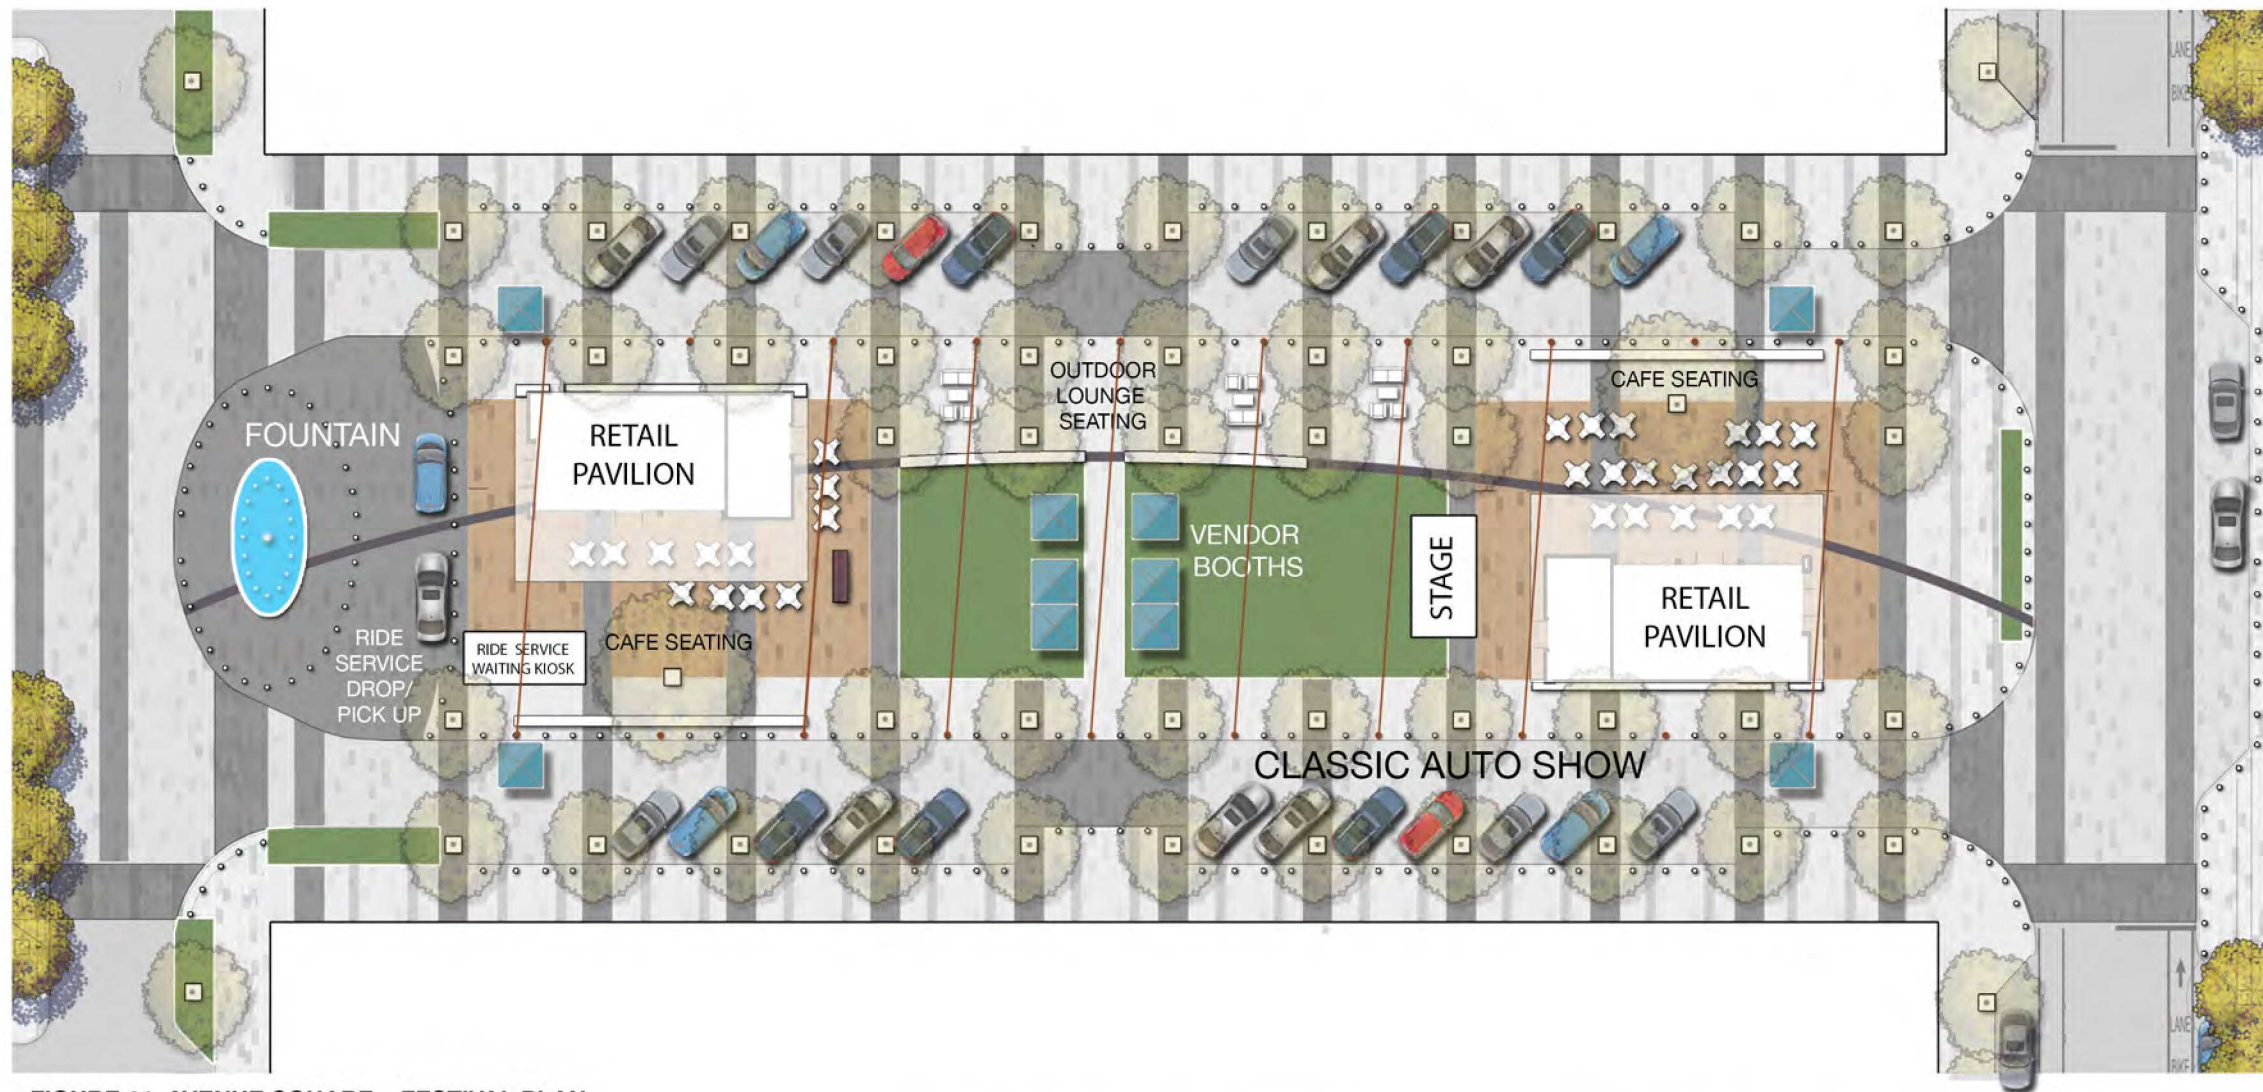 LANE
BIKE
OUTDOOR
LOUNGE
SEATING
CAFE SEATING
FOUNTAIN
RETAIL
PAVILION
VENDOR
BOOTHS
STAGE
RETAIL
PAVILION
RIDE
SERVICE
DROP/
PICK UP
RIDE SERVICE
WAITING KIOSK
CAFE SEATING
CLASSIC AUTO SHOW
LANE
BIKE